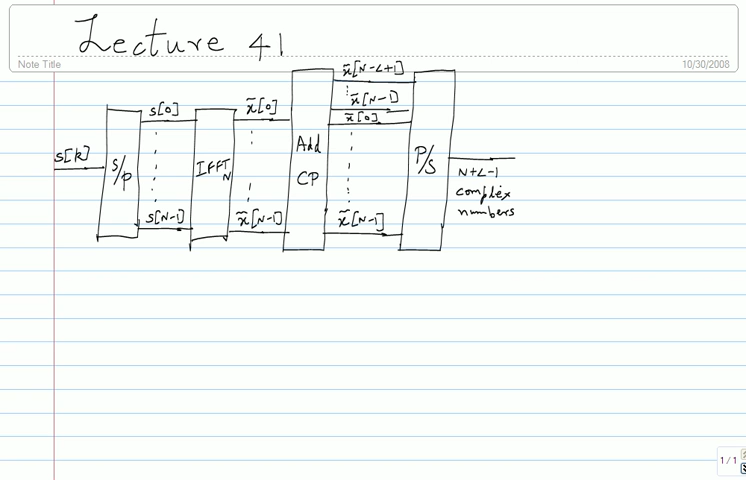 Lecture 41
Note Title
10/30/2008
s[k]
S/P
s[0]
s[N-1]
IFFT
N
x̃[0]
x̃[N-1]
Add
CP
x̃[N-L+1]
x̃[N-1]
x̃[0]
x̃[N-1]
P/S
N+L-1
complex
numbers
1/1